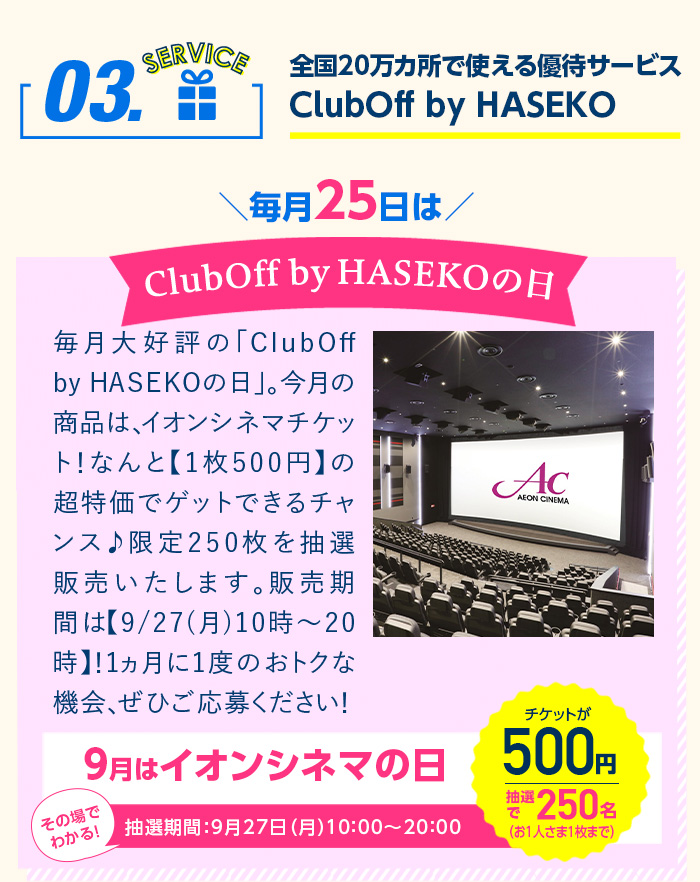 03.
SERVICE
全国20万カ所で使える優待サービス
ClubOff by HASEKO
＼毎月25日は／
ClubOff by HASEKOの日
毎月大好評の「ClubOff
by HASEKOの日」。今月の
商品は、イオンシネマチケッ
ト！なんと【1枚500円】の
超特価でゲットできるチャ
ンス♪限定250枚を抽選
販売いたします。販売期
間は【9/27(月)10時～20
時】！1ヵ月に1度のおトクな
機会、ぜひご応募ください！
AC
AEON CINEMA
9月はイオンシネマの日
その場で
わかる！
抽選期間：9月27日（月）10：00～20：00
チケットが
500円
抽選で250名
（お1人さま1枚まで）